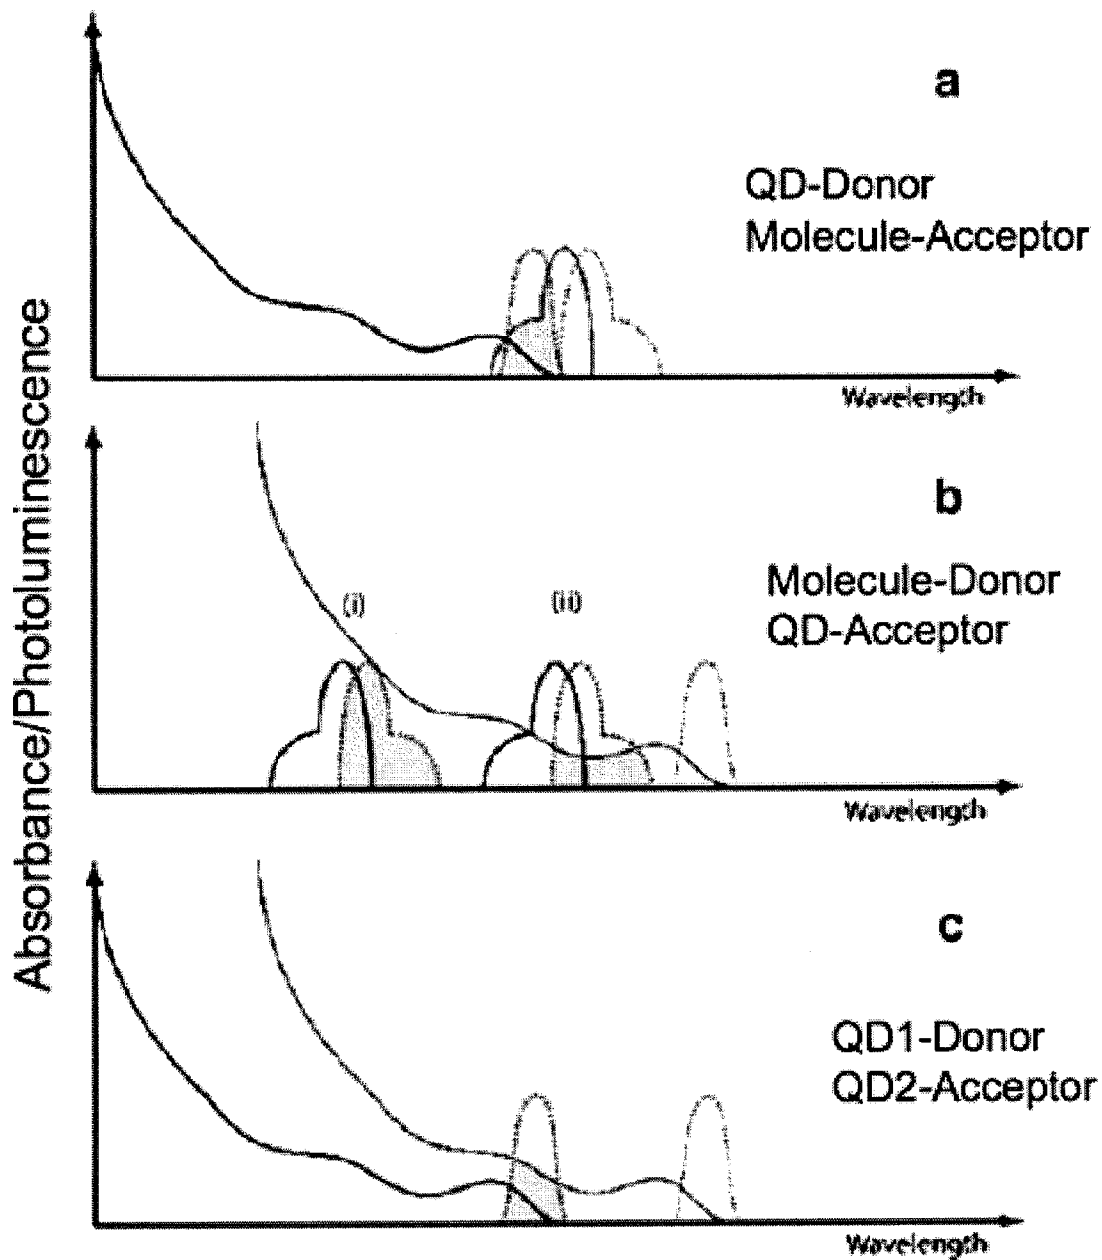 Absorbance/Photoluminescence
a
QD-Donor
Molecule-Acceptor
Wavelength
b
Molecule-Donor
QD-Acceptor
(i)
(ii)
Wavelength
c
QD1-Donor
QD2-Acceptor
Wavelength